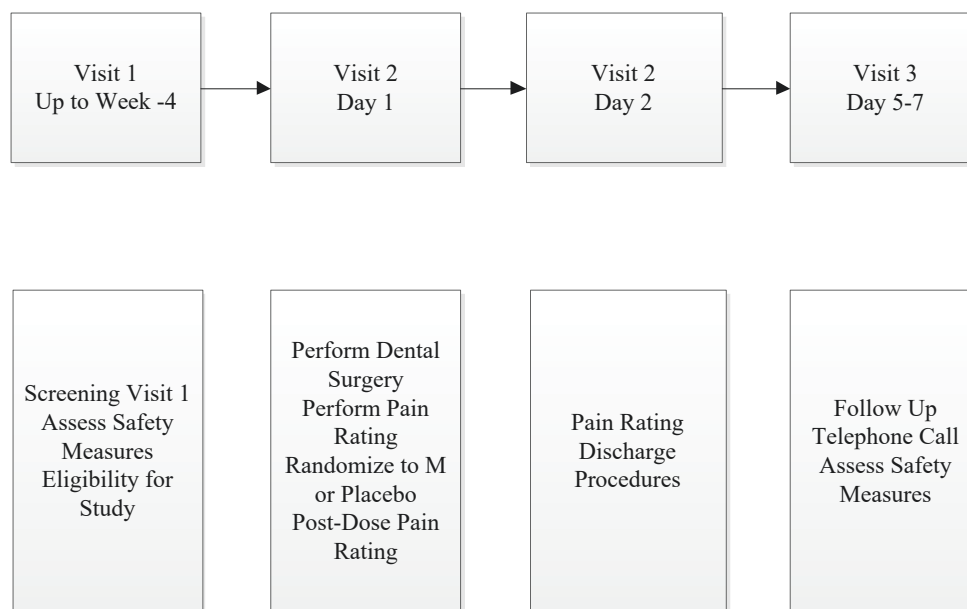 Visit 1
Up to Week -4
Visit 2
Day 1
Visit 2
Day 2
Visit 3
Day 5-7
Screening Visit 1
Assess Safety
Measures
Eligibility for
Study
Perform Dental
Surgery
Perform Pain
Rating
Randomize to M
or Placebo
Post-Dose Pain
Rating
Pain Rating
Discharge
Procedures
Follow Up
Telephone Call
Assess Safety
Measures